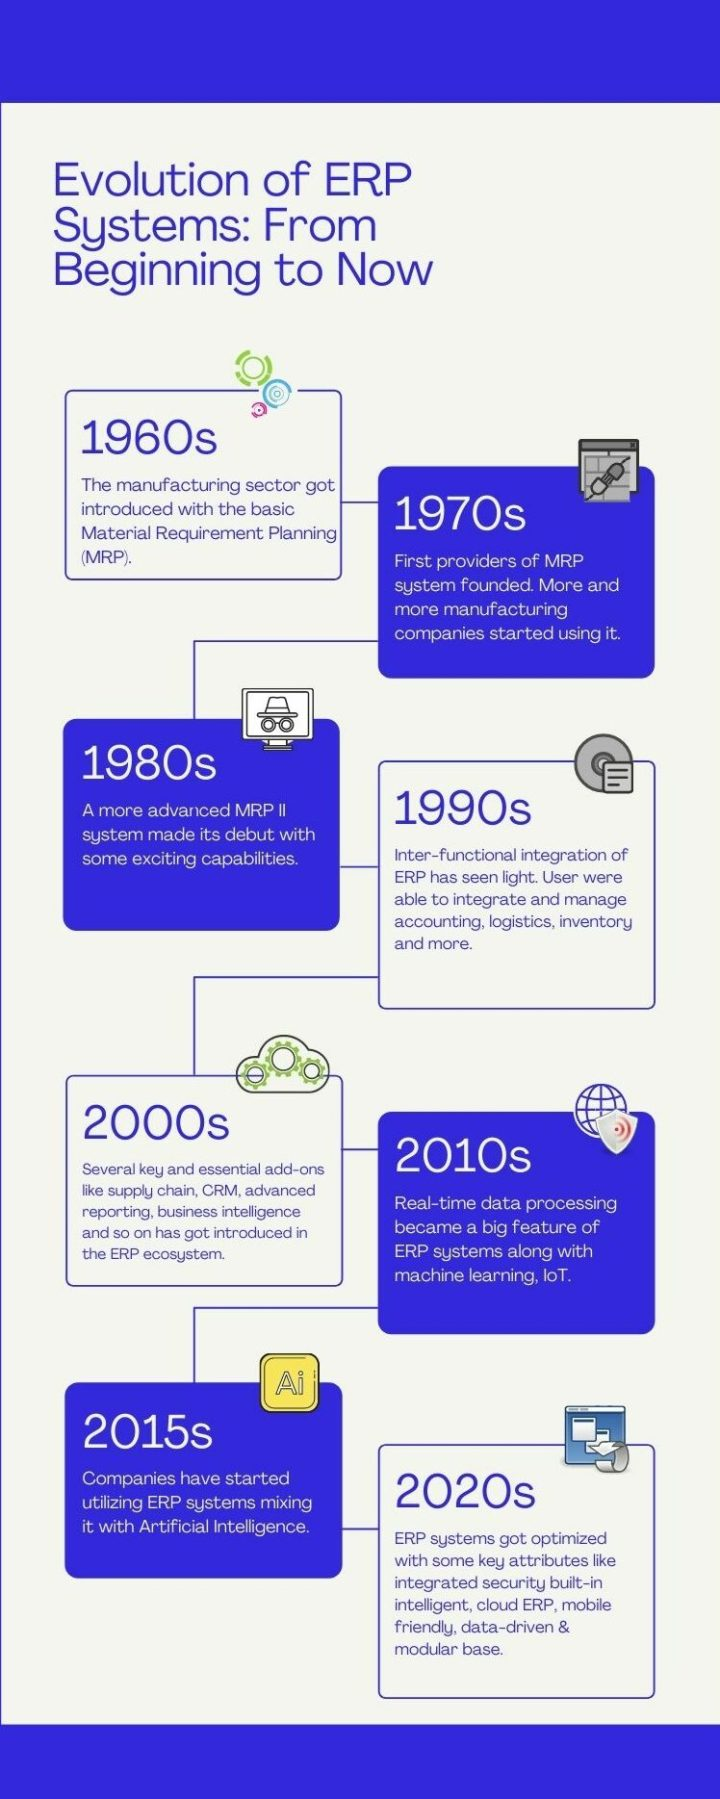 Evolution of ERP
Systems: From
Beginning to Now
1960s
The manufacturing sector got
introduced with the basic
Material Requirement Planning
(MRP).
1970s
First providers of MRP
system founded. More and
more manufacturing
companies started using it.
1980s
A more advanced MRP II
system made its debut with
some exciting capabilities.
1990s
Inter-functional integration of
ERP has seen light. User were
able to integrate and manage
accounting, logistics, inventory
and more.
2000s
Several key and essential add-ons
like supply chain, CRM, advanced
reporting, business intelligence
and so on has got introduced in
the ERP ecosystem.
2010s
Real-time data processing
became a big feature of
ERP systems along with
machine learning, IoT.
Ai
2015s
Companies have started
utilizing ERP systems mixing
it with Artificial Intelligence.
2020s
ERP systems got optimized
with some key attributes like
integrated security built-in
intelligent, cloud ERP, mobile
friendly, data-driven &
modular base.